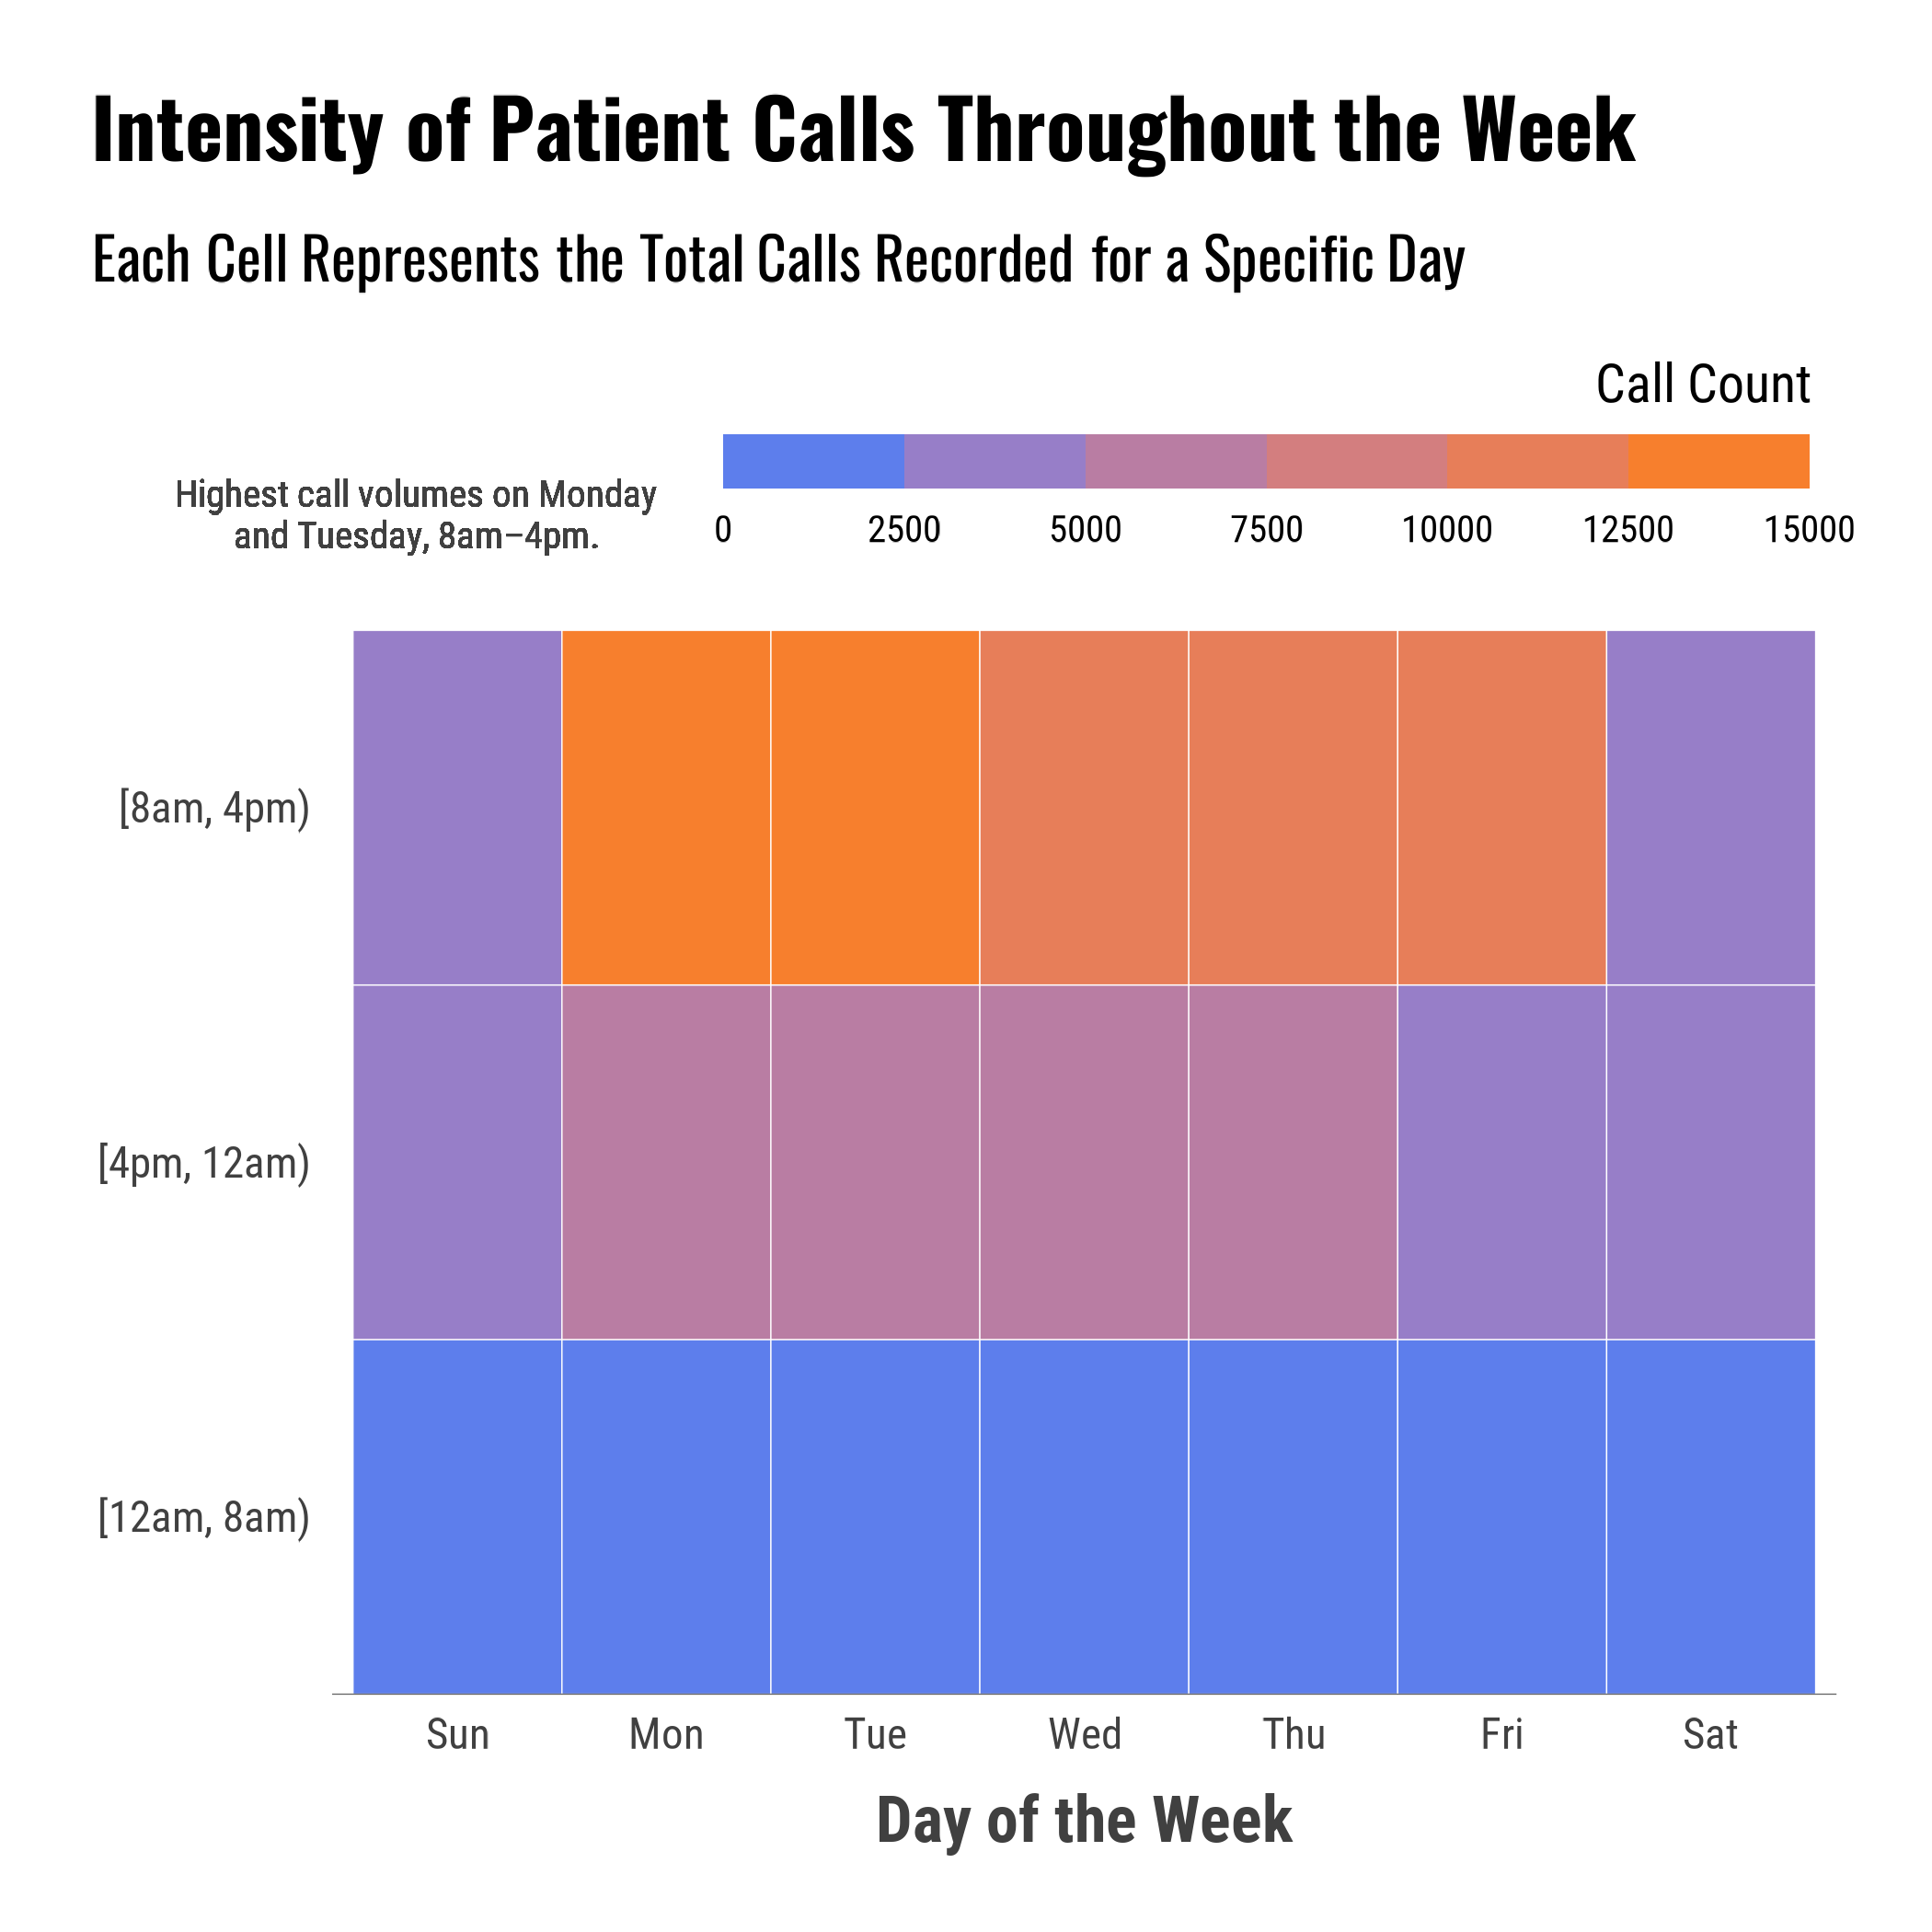 Intensity of Patient Calls Throughout the Week
Each Cell Represents the Total Calls Recorded for a Specific Day
Call Count
Highest call volumes on Monday
and Tuesday, 8am–4pm.
0 2500 5000 7500 10000 12500 15000
[8am, 4pm)
[4pm, 12am)
[12am, 8am)
Sun Mon Tue Wed Thu Fri Sat
Day of the Week